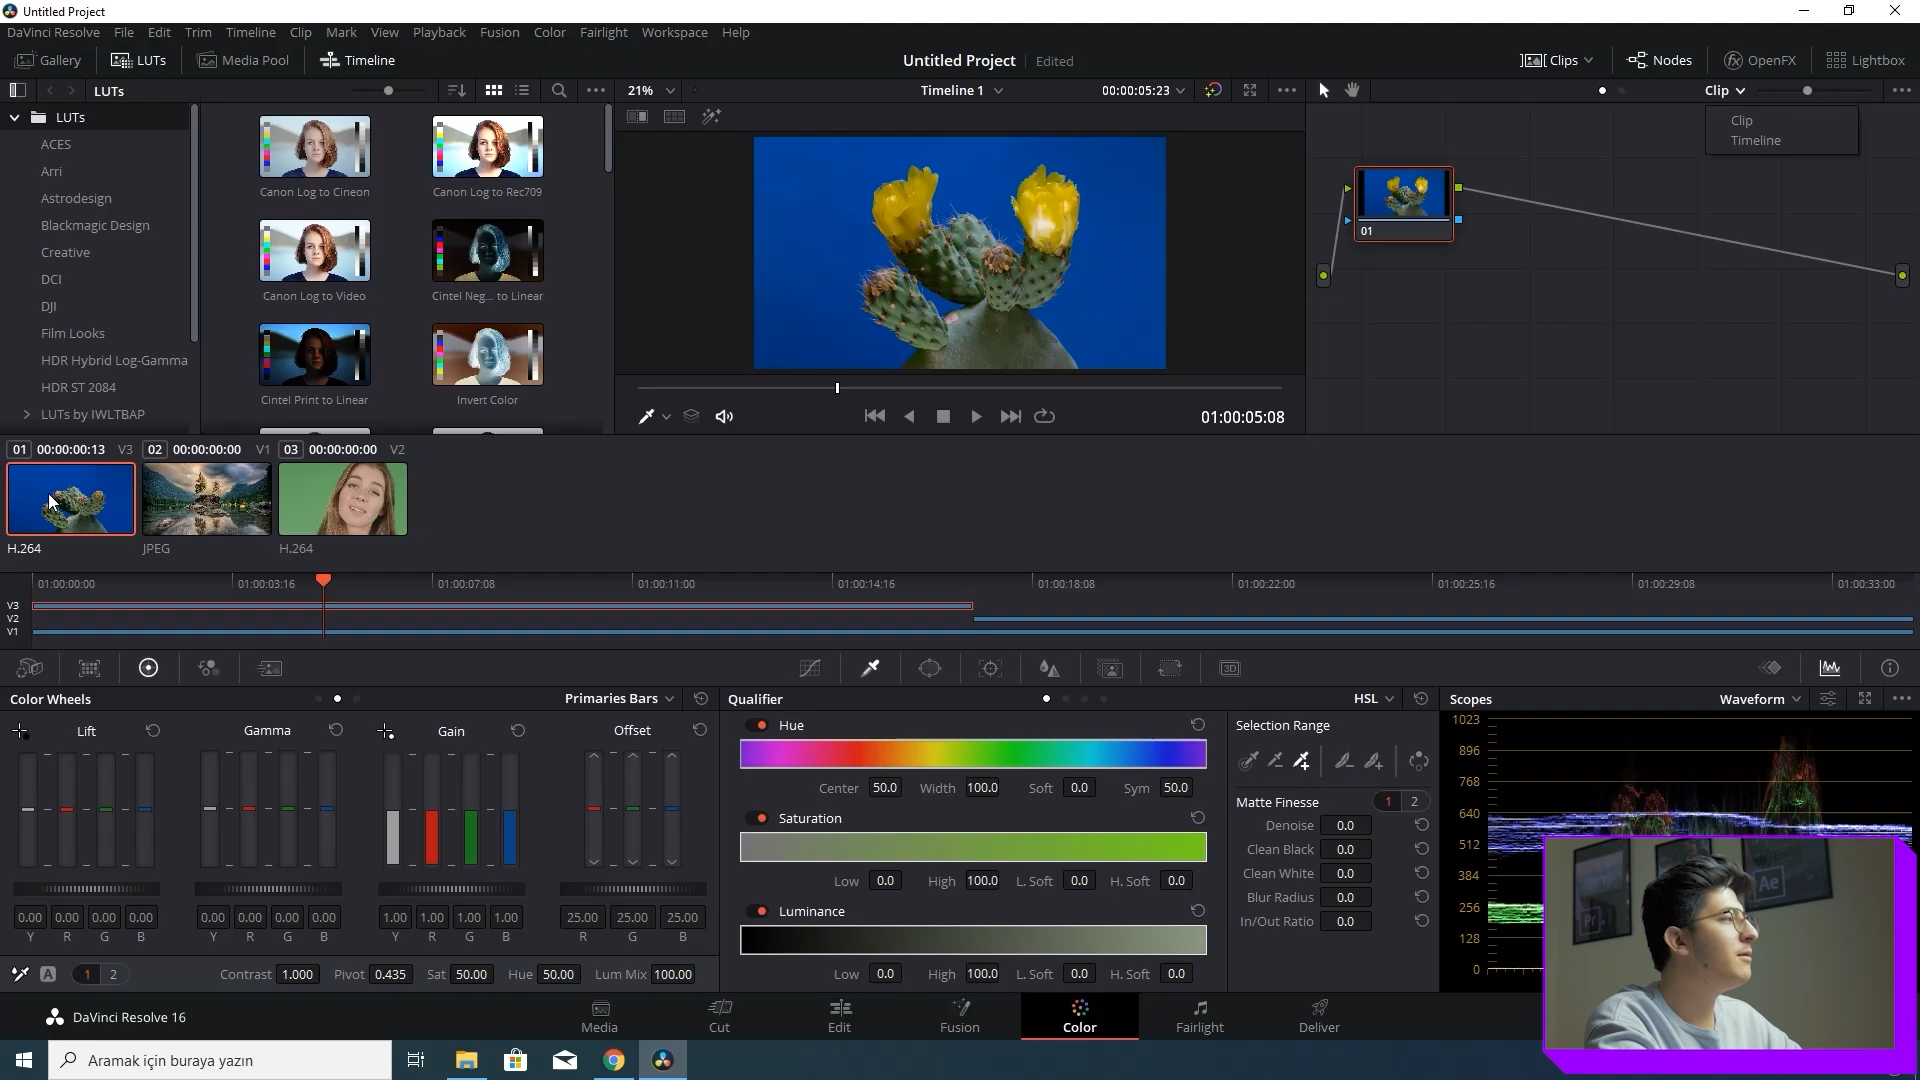 Untitled Project
DaVinci Resolve File Edit Trim Timeline Clip Mark View Playback Fusion Color Fairlight Workspace Help
Gallery LUTs Media Pool Timeline Untitled Project Edited Clips Nodes OpenFX Lightbox
LUTs 21% Timeline 1 00:00:05:23 Clip
Clip
Timeline
LUTs
ACES
Arri
Astrodesign
Blackmagic Design
Creative
DCI
DJI
Film Looks
HDR Hybrid Log-Gamma
HDR ST 2084
LUTs by IWLTBAP
Canon Log to Cineon Canon Log to Rec709
Canon Log to Video Cintel Neg... to Linear
Cintel Print to Linear Invert Color
01
01:00:05:08
01 00:00:00:13 V3 02 00:00:00:00 V1 03 00:00:00:00 V2
H.264 JPEG H.264
01:00:00:00 01:00:03:16 01:00:07:08 01:00:11:00 01:00:14:16 01:00:18:08 01:00:22:00 01:00:25:16 01:00:29:08 01:00:33:00
V3
V2
V1
3D
Color Wheels Primaries Bars Qualifier HSL Scopes Waveform
Lift Gamma Gain Offset
0.00 0.00 0.00 0.00 0.00 0.00 0.00 0.00 1.00 1.00 1.00 1.00 25.00 25.00 25.00
Y R G B Y R G B Y R G B R G B
A 1 2 Contrast 1.000 Pivot 0.435 Sat 50.00 Hue 50.00 Lum Mix 100.00
Hue
Center 50.0 Width 100.0 Soft 0.0 Sym 50.0
Saturation
Low 0.0 High 100.0 L. Soft 0.0 H. Soft 0.0
Luminance
Low 0.0 High 100.0 L. Soft 0.0 H. Soft 0.0
Selection Range
Matte Finesse 1 2
Denoise 0.0
Clean Black 0.0
Clean White 0.0
Blur Radius 0.0
In/Out Ratio 0.0
1023
896
768
640
512
384
256
128
0
Pr
Ae
DaVinci Resolve 16 Media Cut Edit Fusion Color Fairlight Deliver
Aramak için buraya yazın